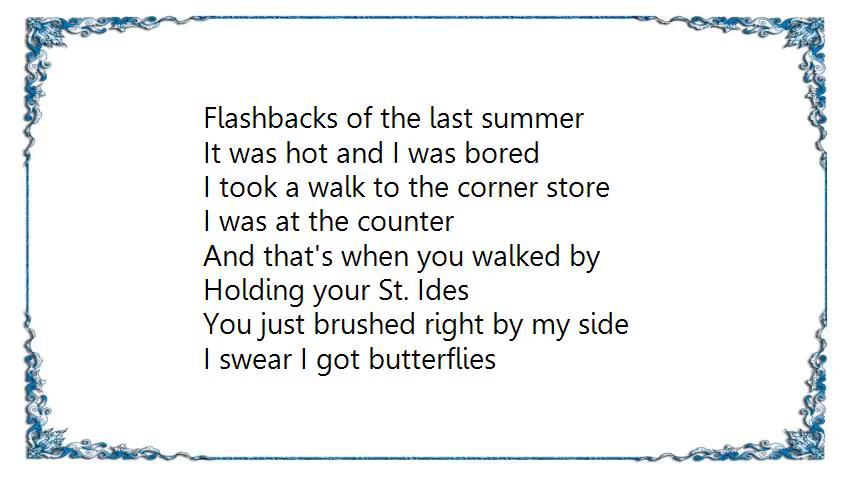 Flashbacks of the last summer
It was hot and I was bored
I took a walk to the corner store
I was at the counter
And that's when you walked by
Holding your St. Ides
You just brushed right by my side
I swear I got butterflies